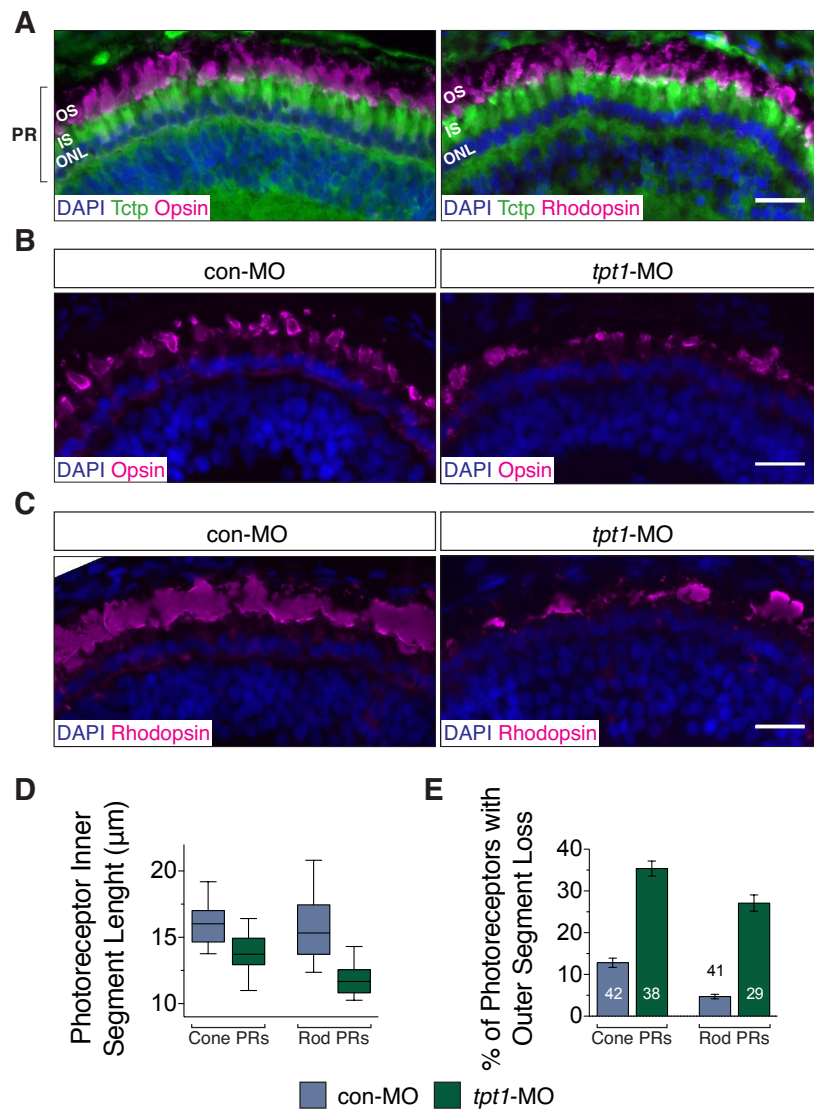 A
PR
OS
IS
ONL
DAPI Tctp Opsin
OS
IS
ONL
DAPI Tctp Rhodopsin
B
con-MO
tpt1-MO
DAPI Opsin
DAPI Opsin
C
con-MO
tpt1-MO
DAPI Rhodopsin
DAPI Rhodopsin
D
Photoreceptor Inner
Segment Lenght (μm)
20
15
10
Cone PRs
Rod PRs
E
% of Photoreceptors with
Outer Segment Loss
40
30
20
10
0
42
38
41
29
Cone PRs
Rod PRs
con-MO
tpt1-MO